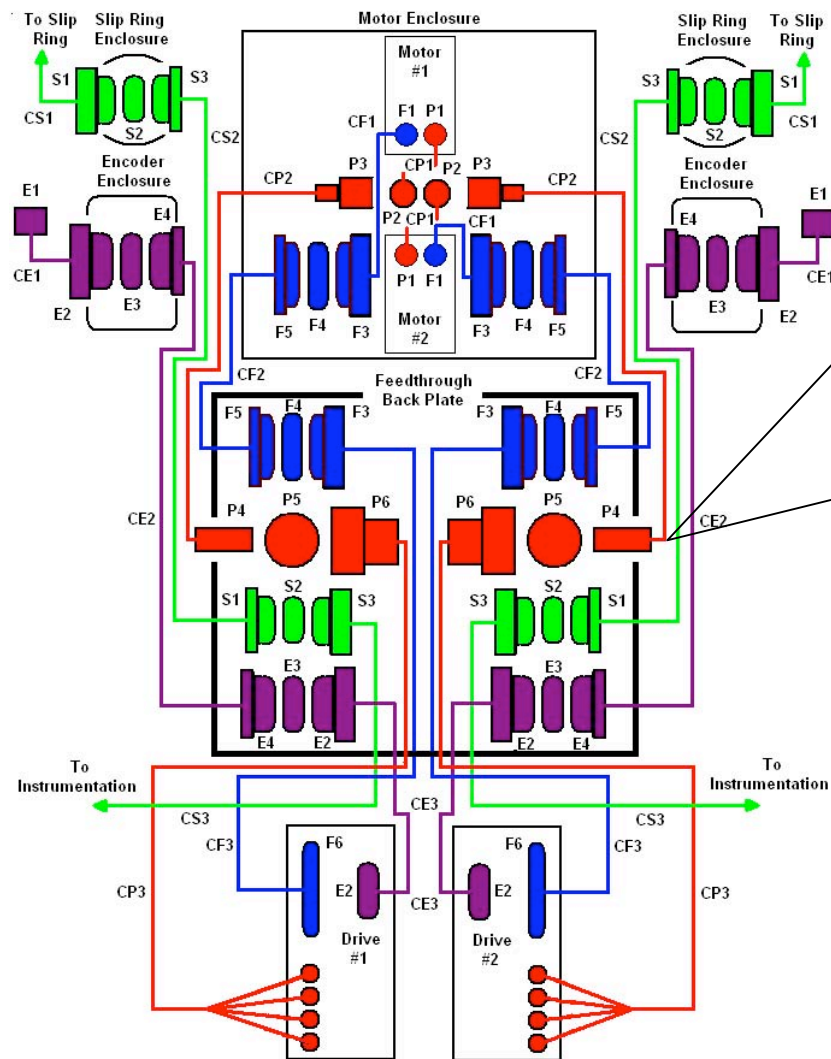 To Slip
Ring
Slip Ring
Enclosure
Motor Enclosure
Slip Ring
Enclosure
To Slip
Ring
S1
S3
Motor
#1
S3
S1
CS1
S2
CS2
CF1
F1
P1
CS2
S2
CS1
Encoder
Enclosure
CP2
P3
CP1
P2
P3
CP2
Encoder
Enclosure
E1
E4
P2
CP1
CF1
E4
E1
CE1
E2
E3
P1
F1
E3
E2
CE1
F5
F4
F3
Motor
#2
F3
F4
F5
CF2
Feedthrough
Back Plate
CF2
F5
F4
F3
F3
F4
F5
CE2
P4
P5
P6
P6
P5
P4
CE2
S1
S2
S3
S3
S2
S1
E3
E3
E4
E2
E2
E4
To
Instrumentation
To
Instrumentation
CS3
CE3
CS3
CF3
F6
F6
CF3
CP3
E2
CE3
E2
CP3
Drive
#1
Drive
#2